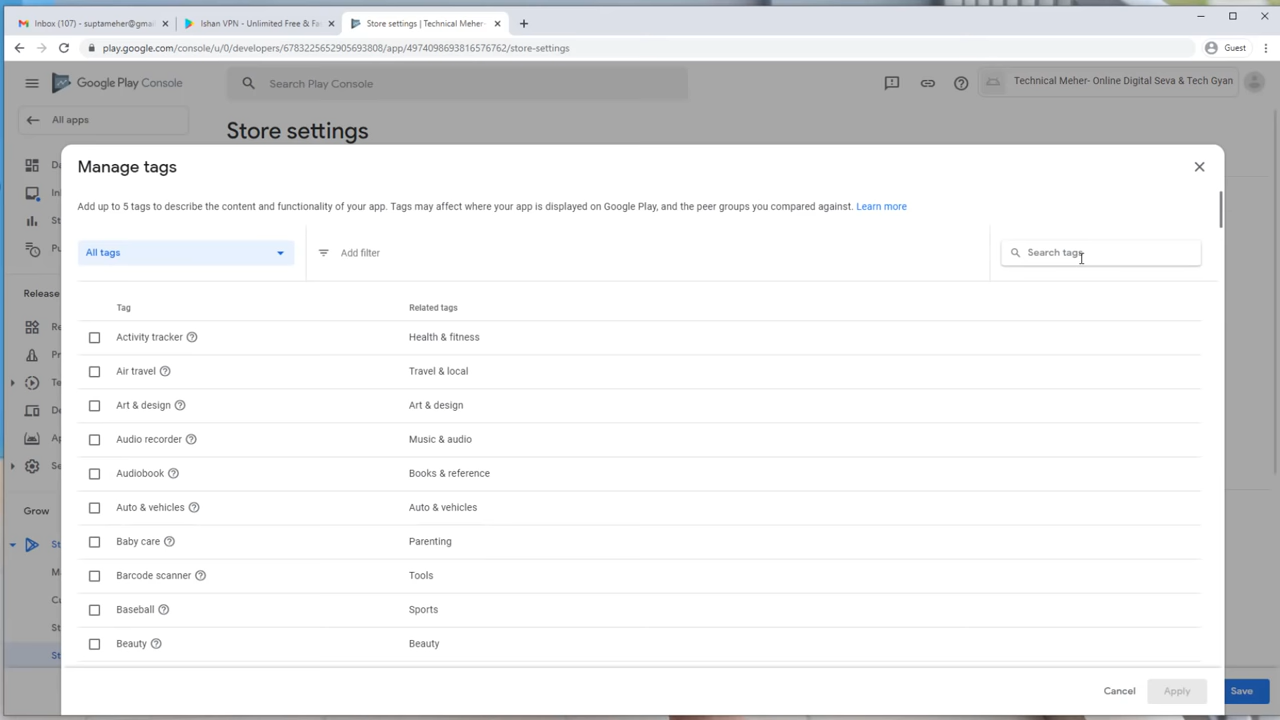 Inbox (107) - suptameher@gmai
Ishan VPN - Unlimited Free & Fa
Store settings | Technical Meher-
play.google.com/console/u/0/developers/6783225652905693808/app/4974098693816576762/store-settings
Guest
Google Play Console
Search Play Console
Technical Meher- Online Digital Seva & Tech Gyan
All apps
Store settings
Manage tags
Add up to 5 tags to describe the content and functionality of your app. Tags may affect where your app is displayed on Google Play, and the peer groups you compared against. Learn more
All tags
Add filter
Search tags
Release
Grow
Tag
Related tags
Activity tracker
Health & fitness
Air travel
Travel & local
Art & design
Art & design
Audio recorder
Music & audio
Audiobook
Books & reference
Auto & vehicles
Auto & vehicles
Baby care
Parenting
Barcode scanner
Tools
Baseball
Sports
Beauty
Beauty
Cancel
Apply
Save